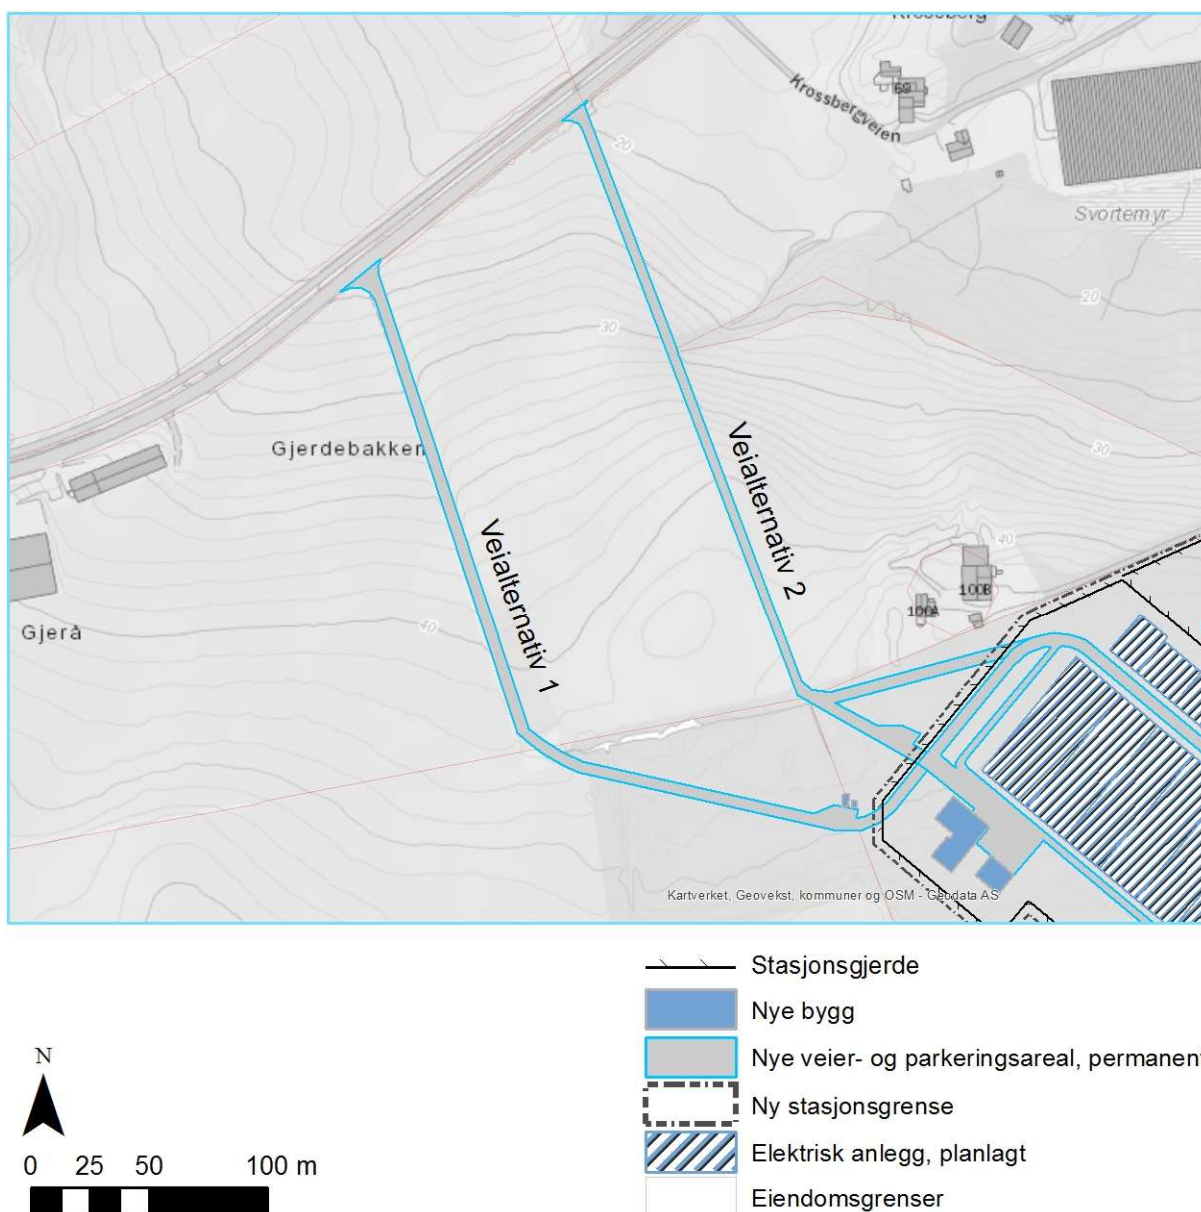 Krossberg
69
Krossbergveien
20
Svortemyr
20
30
Gjerdebakken
30
Veialternativ 2
Veialternativ 1
40
100B
100A
Gjerå
40
Kartverket, Geovekst, kommuner og OSM - Geodata AS
Stasjonsgjerde
Nye bygg
N
Nye veier- og parkeringsareal, permanent
Ny stasjonsgrense
0 25 50 100 m
Elektrisk anlegg, planlagt
Eiendomsgrenser